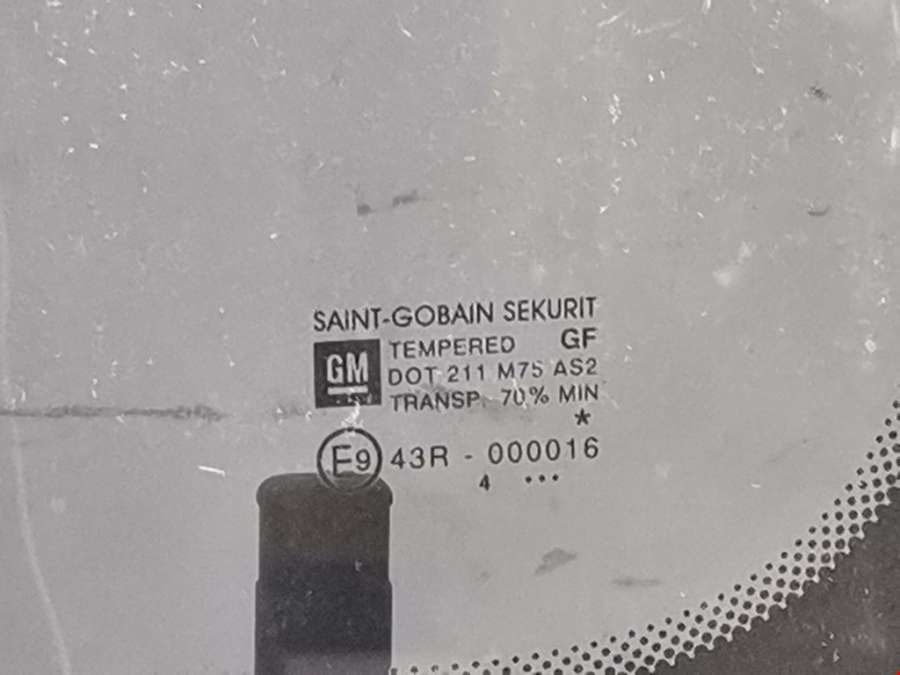 SAINT-GOBAIN SEKURIT
GM TEMPERED GF
DOT 211 M75 AS2
TRANSP. 70% MIN
*
E9 43R - 000016
4 ...